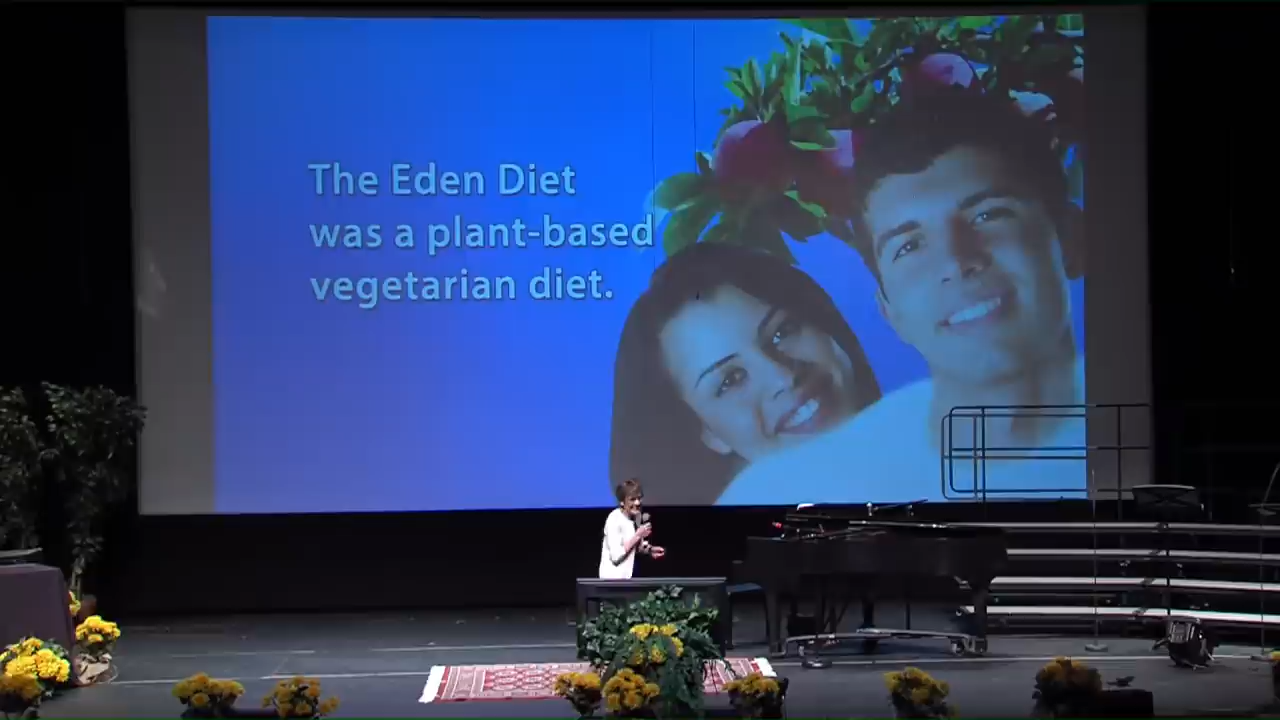 The Eden Diet
was a plant-based
vegetarian diet.